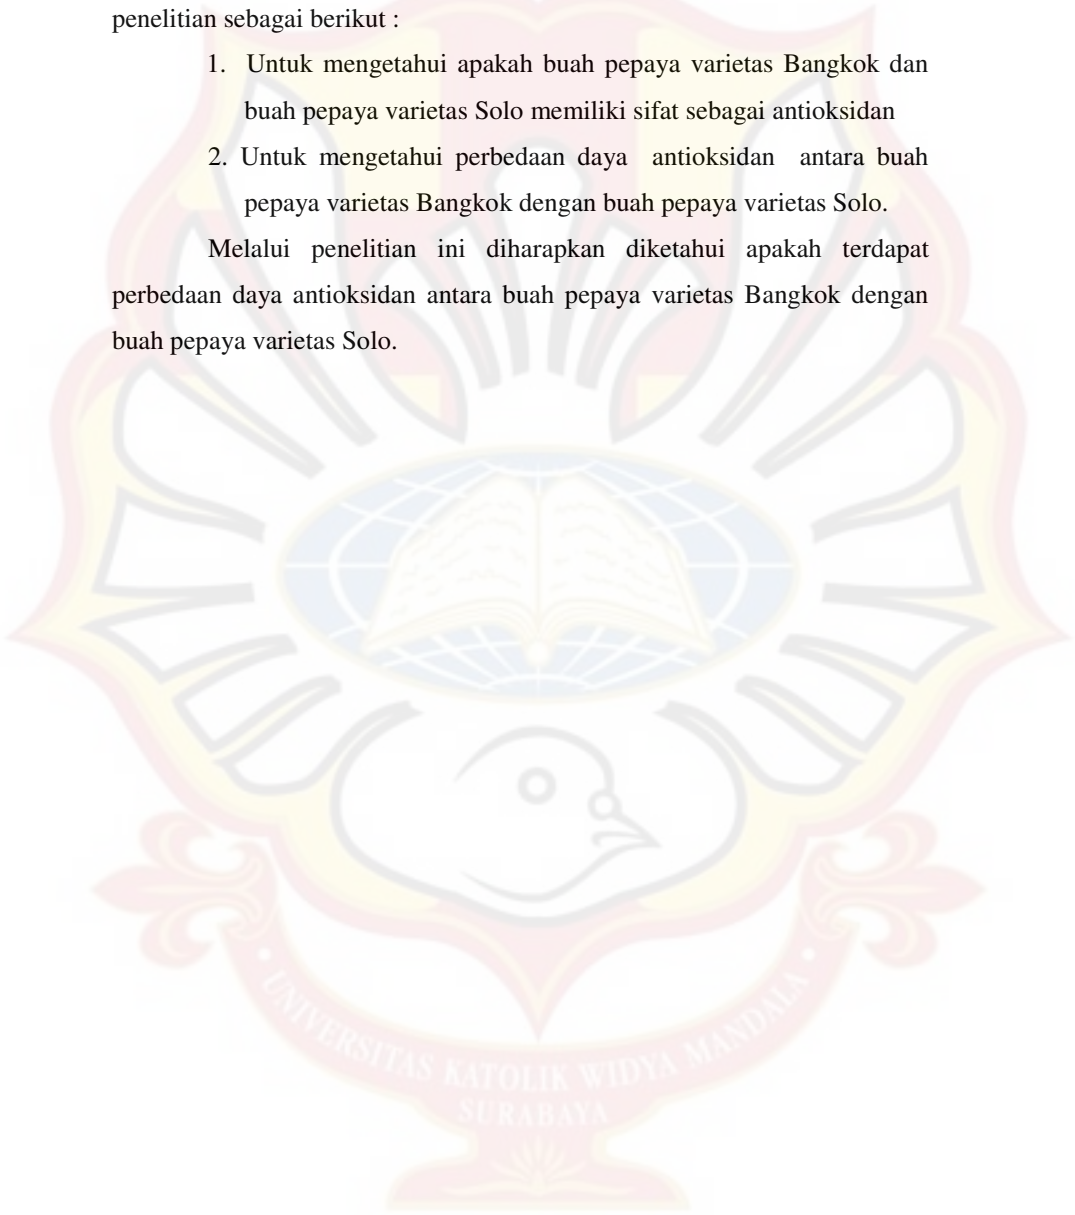 penelitian sebagai berikut :
1. Untuk mengetahui apakah buah pepaya varietas Bangkok dan
buah pepaya varietas Solo memiliki sifat sebagai antioksidan
2. Untuk mengetahui perbedaan daya antioksidan antara buah
pepaya varietas Bangkok dengan buah pepaya varietas Solo.
Melalui penelitian ini diharapkan diketahui apakah terdapat
perbedaan daya antioksidan antara buah pepaya varietas Bangkok dengan
buah pepaya varietas Solo.
• UNIVERSITAS KATOLIK WIDYA MANDALA •
SURABAYA